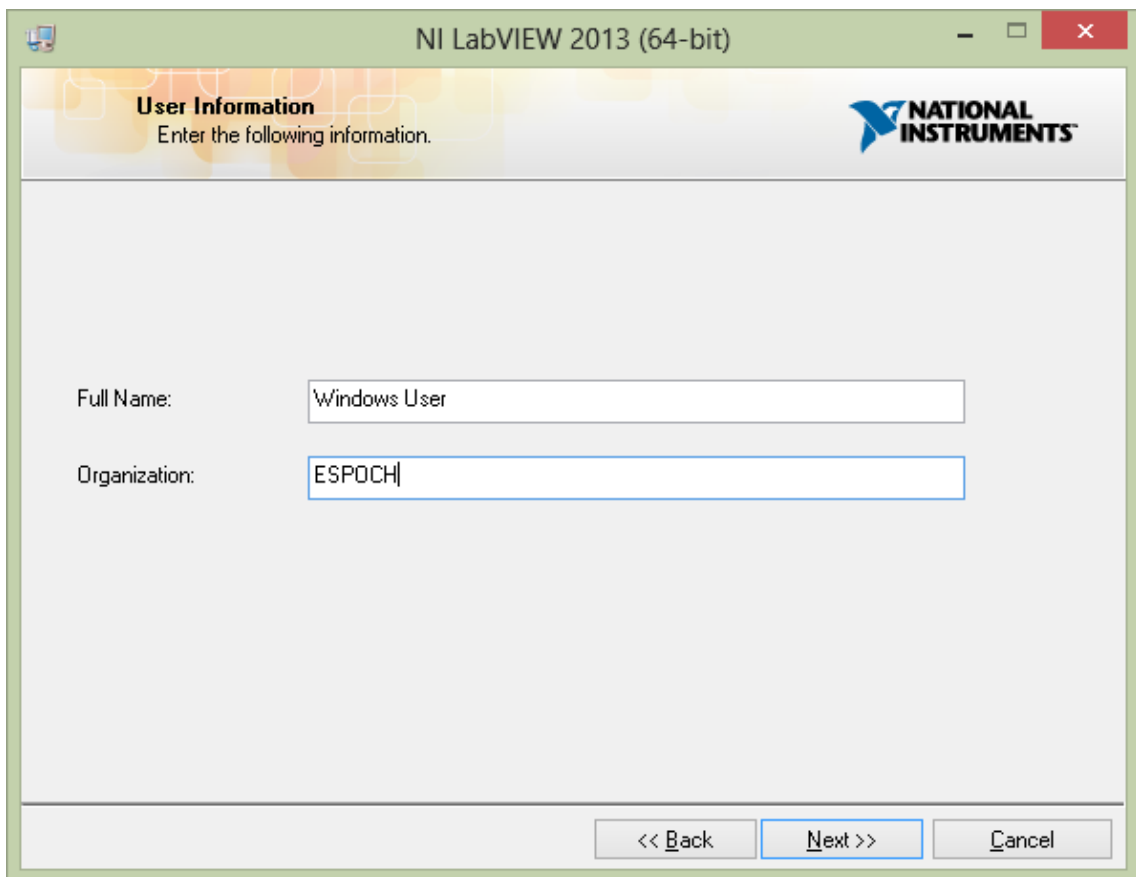 NI LabVIEW 2013 (64-bit)
User Information
Enter the following information.
NATIONAL
INSTRUMENTS™
Full Name:
Windows User
Organization:
ESPOCH
<< Back
Next >>
Cancel